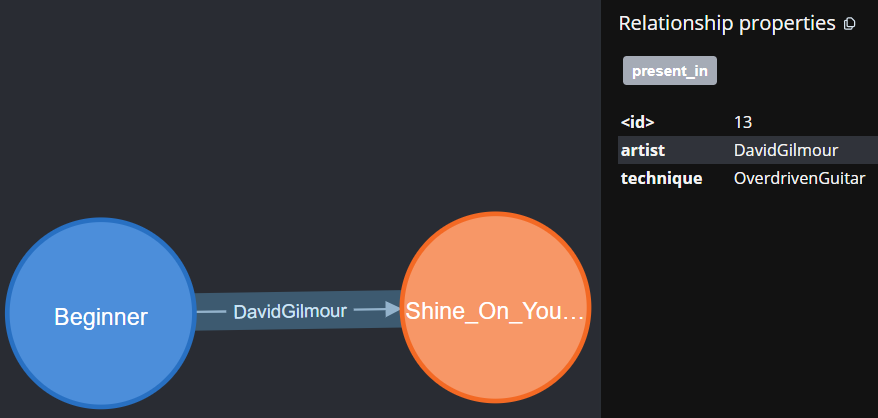 Relationship properties
present_in
<id> 13
artist DavidGilmour
technique OverdrivenGuitar
Beginner
DavidGilmour
Shine_On_You…